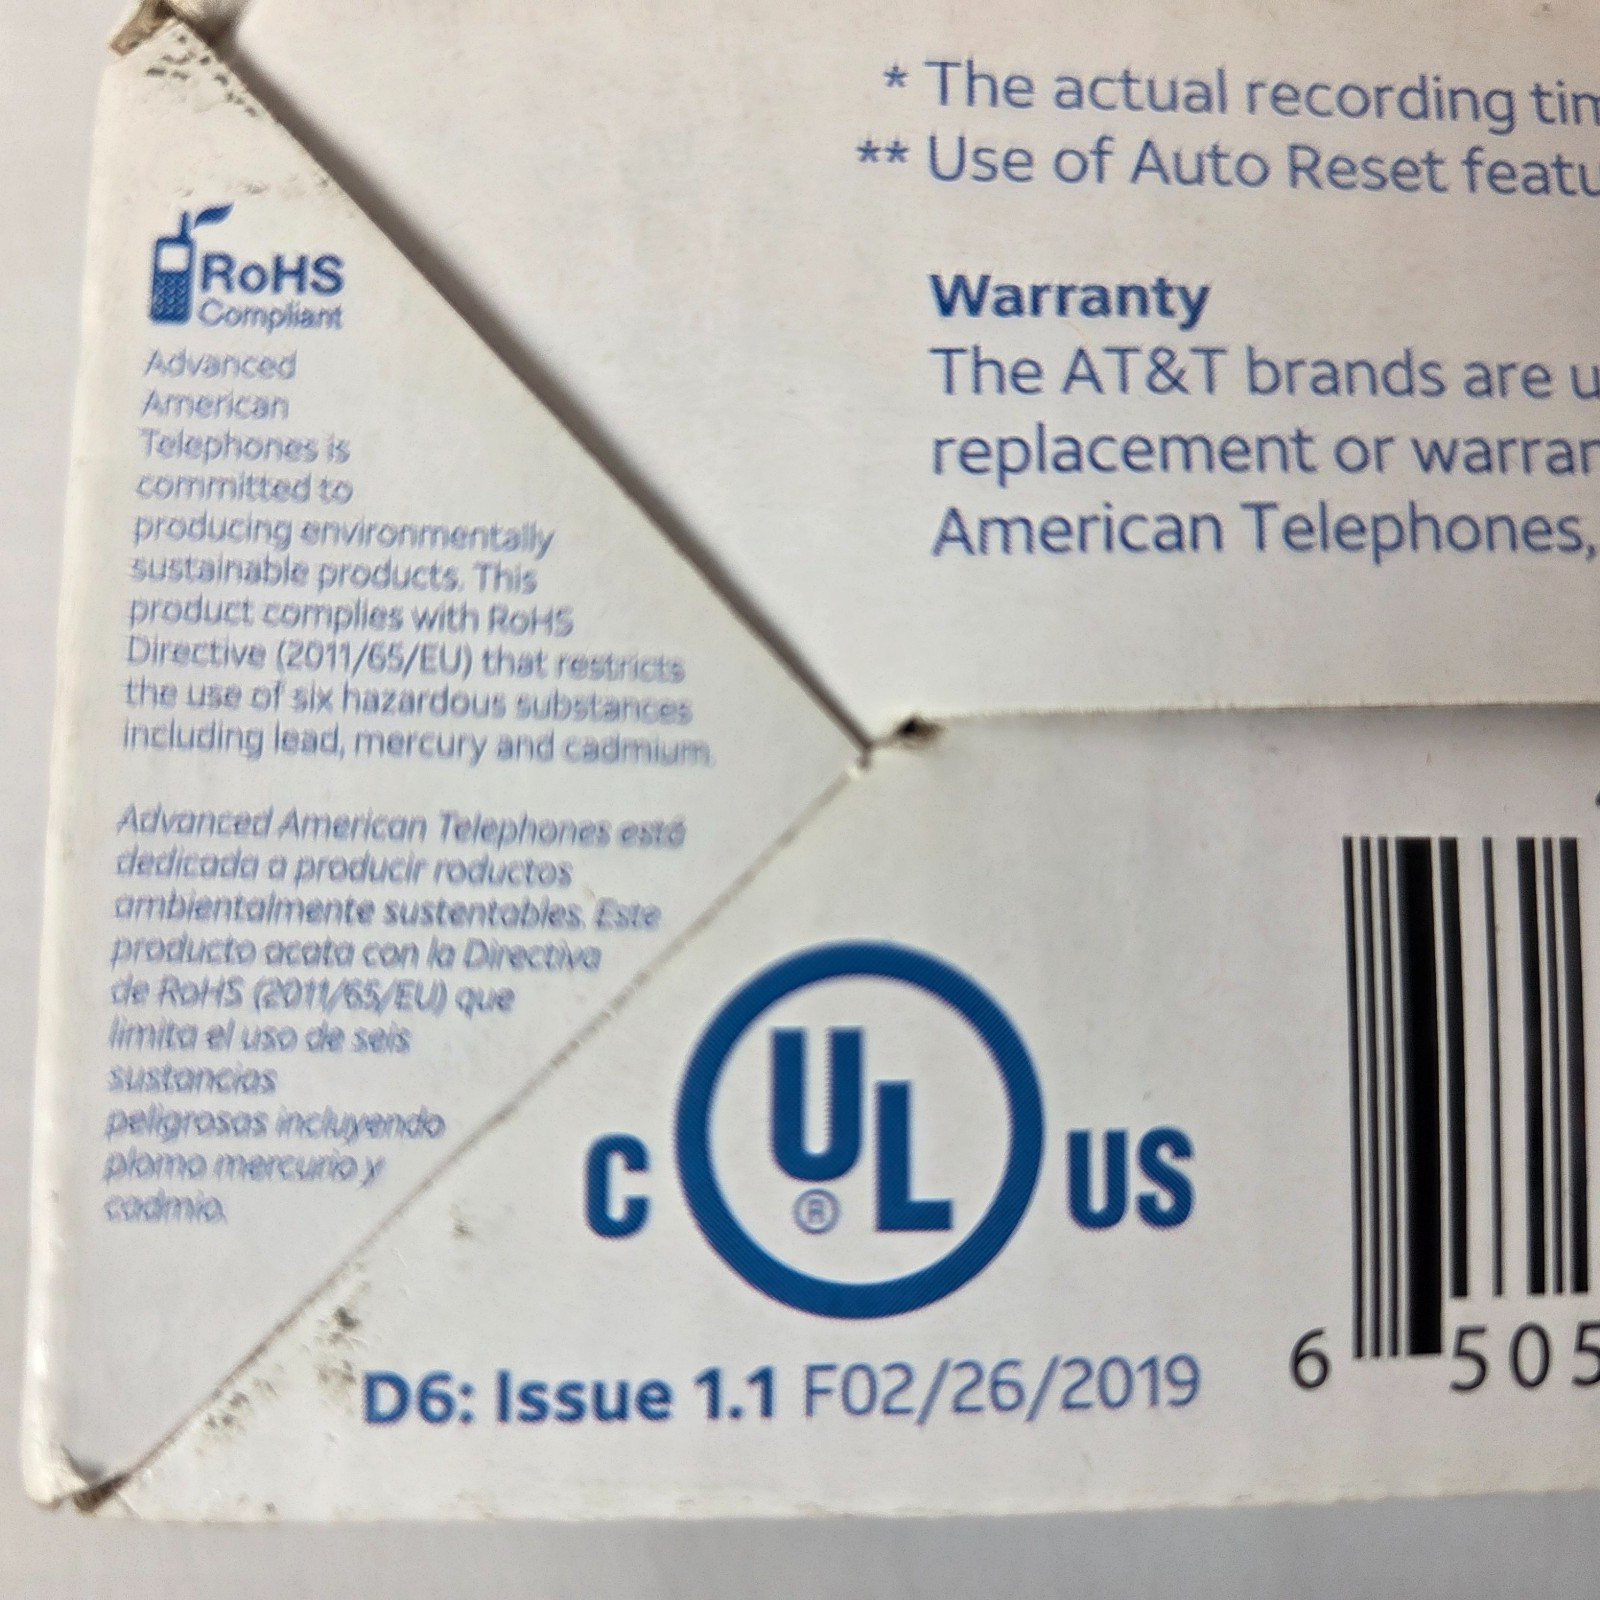 * The actual recording
** Use of Auto Reset
Warranty
The AT&T brands are
replacement or
American Telephones,
RoHS
Compliant
Advanced
American
Telephones is
committed to
producing environmentally
sustainable products. This
product complies with RoHS
Directive (2011/65/EU) that restricts
the use of six hazardous substances
including lead, mercury and cadmium.
Advanced American Telephones está
dedicada a producir roductos
ambientalmente sustentables. Este
producto acata con la Directiva
de RoHS (2011/65/EU) que
limita el uso de seis
sustancias
peligrosas incluyendo
plomo mercurio y
cadmio.
C UL® US
D6: Issue 1.1 F02/26/2019
6 505